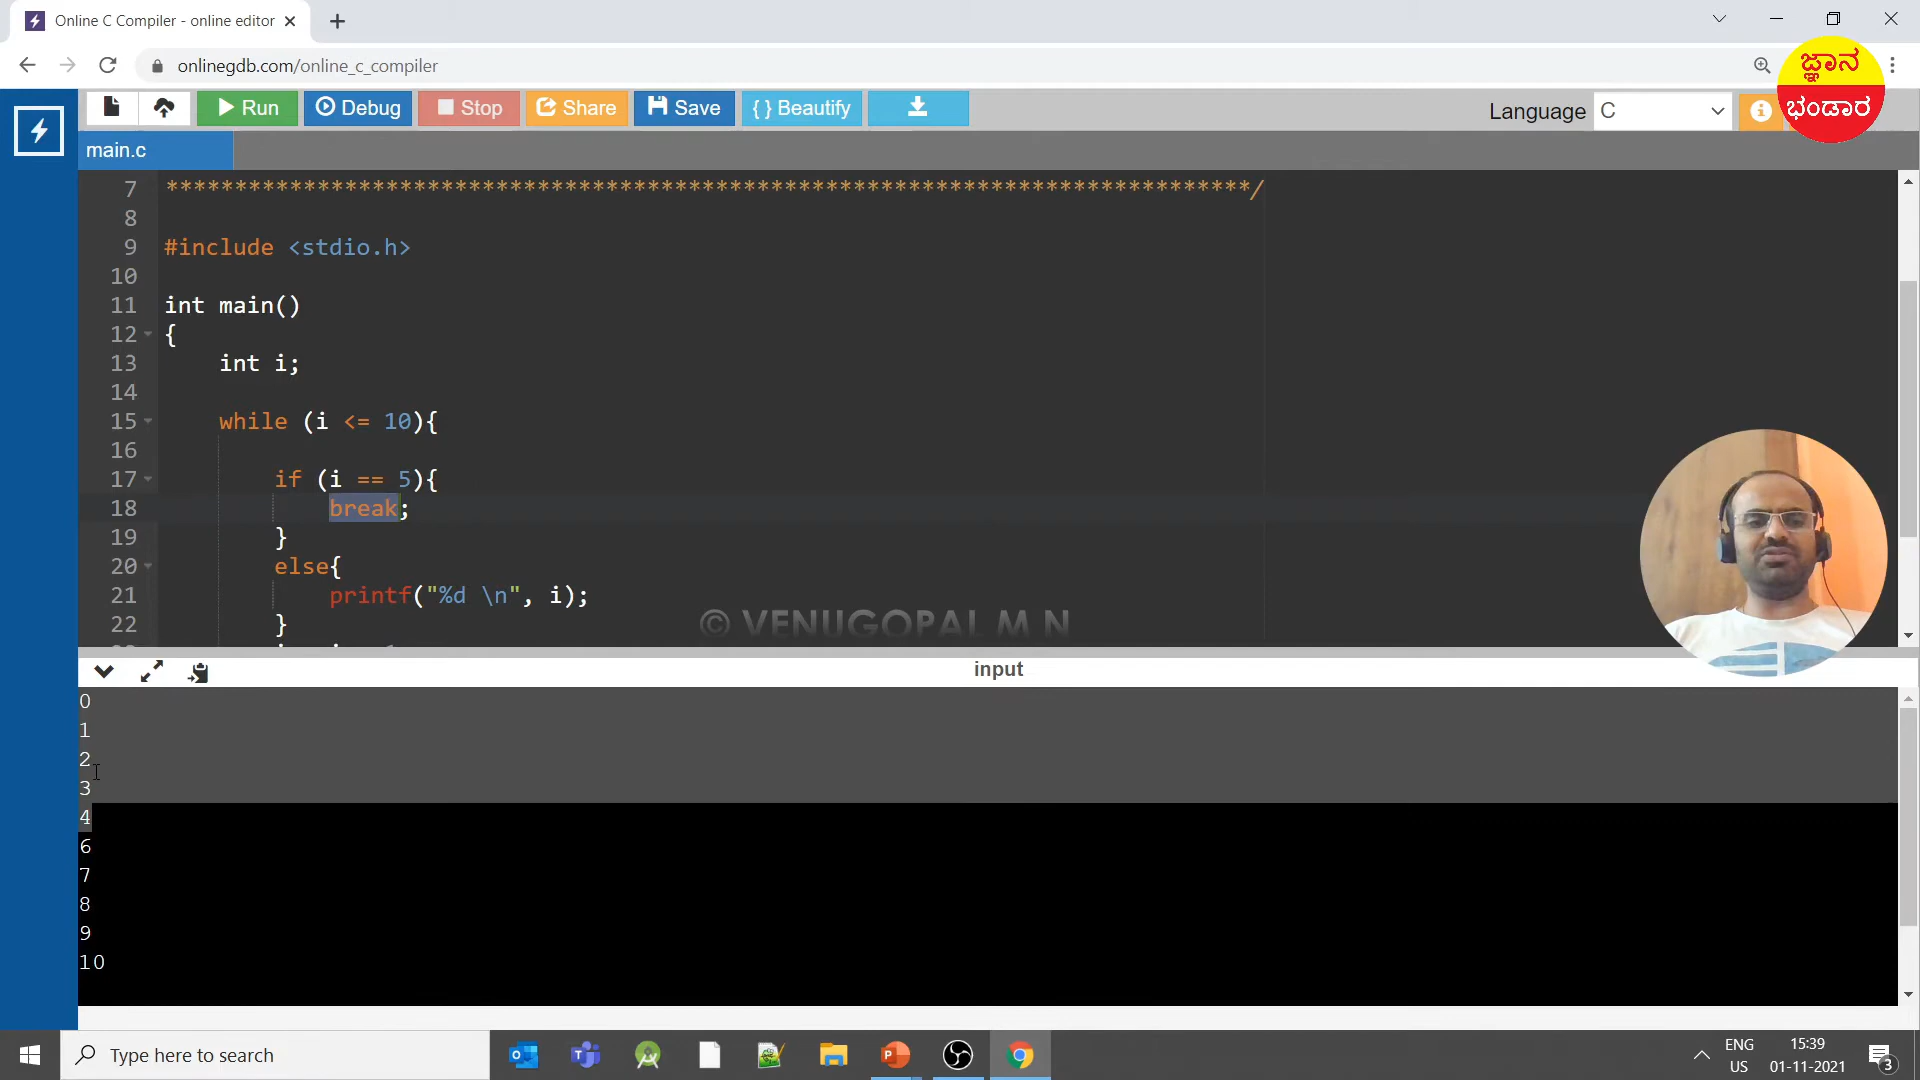 Online C Compiler - online editor
onlinegdb.com/online_c_compiler
ಜ್ಞಾನ
ಭಂಡಾರ
Run
Debug
Stop
Share
Save
{ } Beautify
Language C
main.c
7 *******************************************************************************/
8
9 #include <stdio.h>
10
11 int main()
12 {
13 int i;
14
15 while (i <= 10){
16
17 if (i == 5){
18 break;
19 }
20 else{
21 printf("%d \n", i);
22 }
© VENUGOPAL M N
input
0
1
2
3
4
6
7
8
9
10
Type here to search
ENG
US
15:39
01-11-2021
3